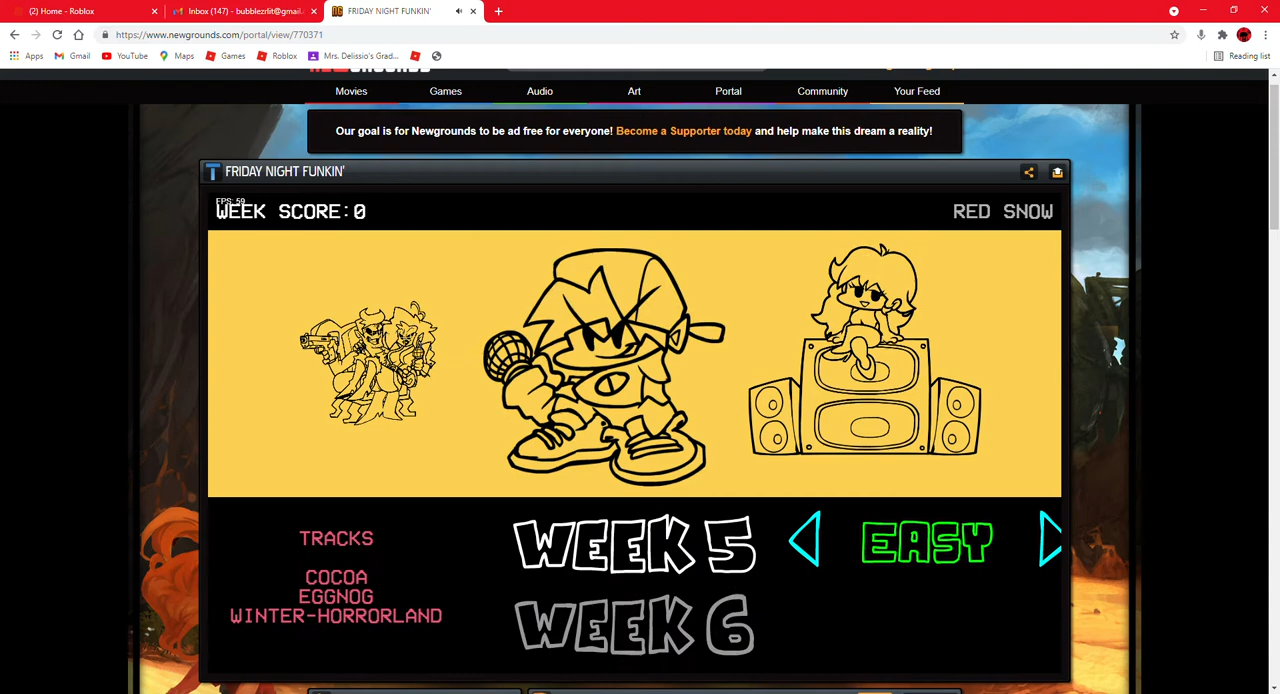 (2) Home - Roblox
Inbox (147) - bubblezrlit@gmail.
FRIDAY NIGHT FUNKIN'
https://www.newgrounds.com/portal/view/770371
Apps Gmail YouTube Maps Games Roblox Mrs. Delissio's Grad... Reading list
Movies Games Audio Art Portal Community Your Feed
Our goal is for Newgrounds to be ad free for everyone! Become a Supporter today and help make this dream a reality!
T FRIDAY NIGHT FUNKIN'
FPS: 59
WEEK SCORE:0
RED SNOW
TRACKS
COCOA
EGGNOG
WINTER-HORRORLAND
WEEK 5
EASY
WEEK 6